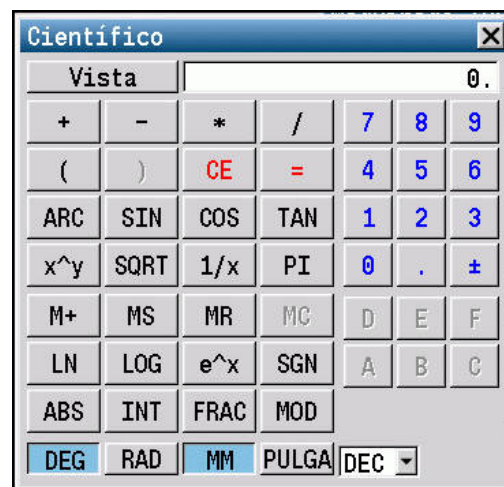 Científico
Vista 0.
+ - * / 7 8 9
( ) CE = 4 5 6
ARC SIN COS TAN 1 2 3
x^y SQRT 1/x PI 0 . ±
M+ MS MR MC D E F
LN LOG e^x SGN A B C
ABS INT FRAC MOD
DEG RAD MM PULGA DEC